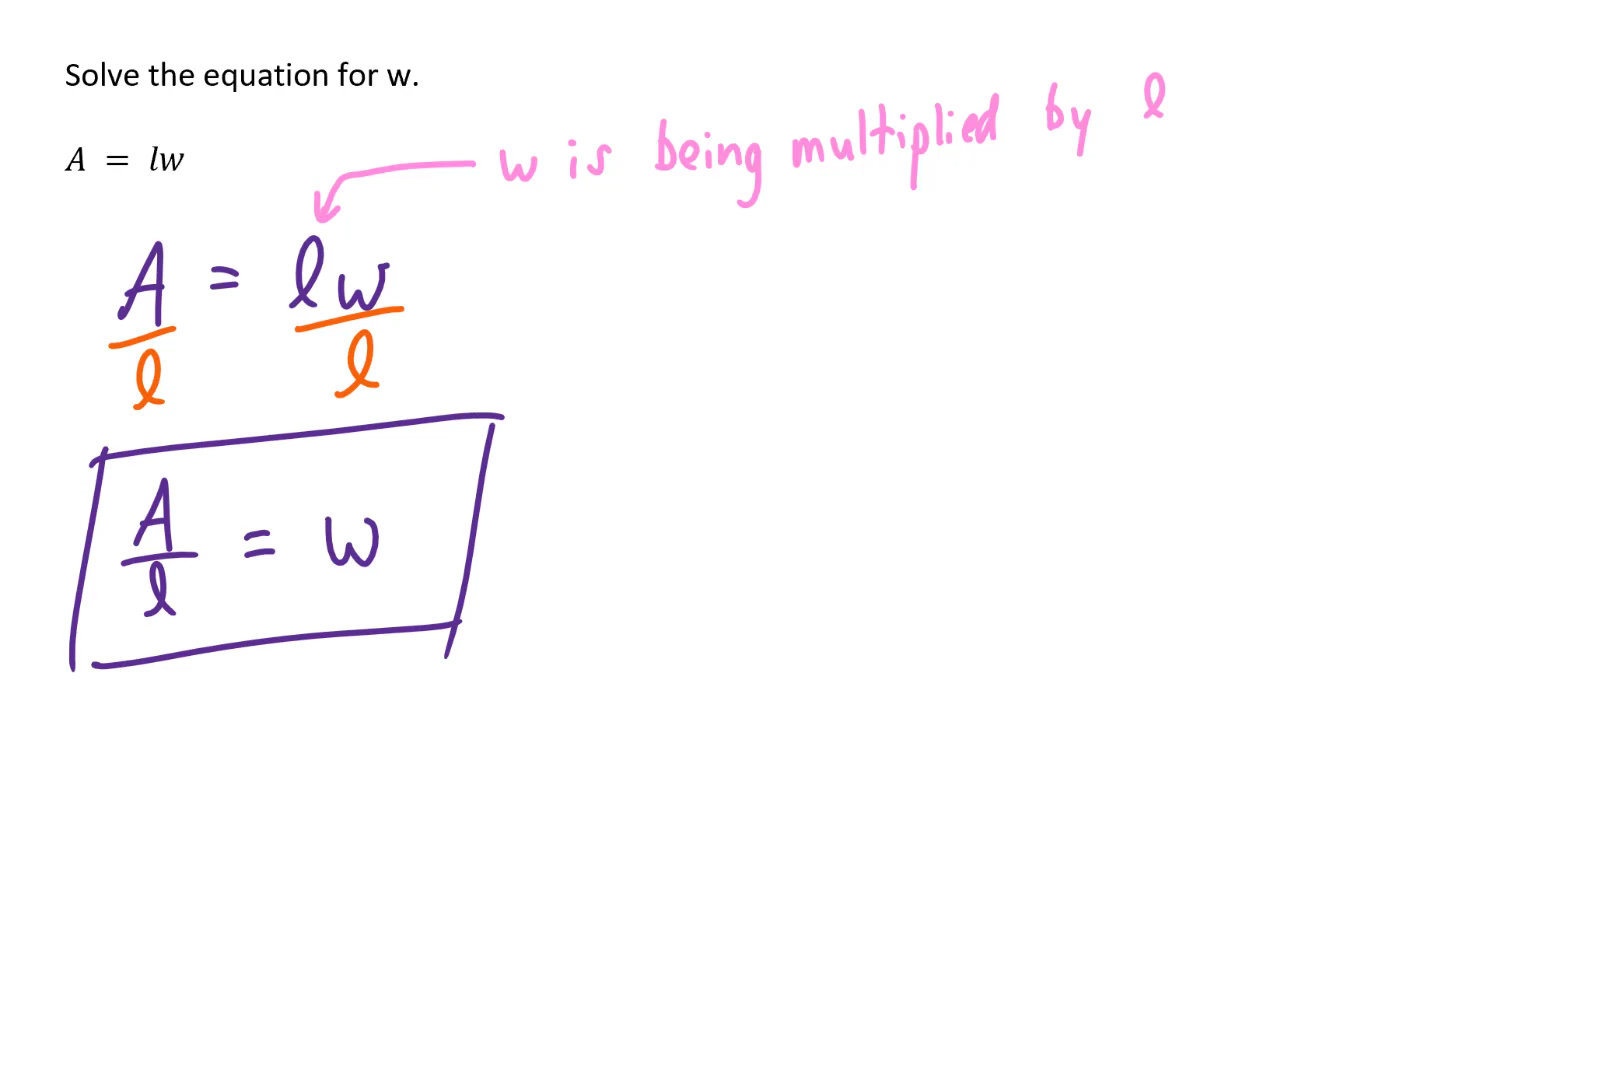 Solve the equation for w.
w is being multiplied by l
A = lw
A = lw
l l
A
l = w